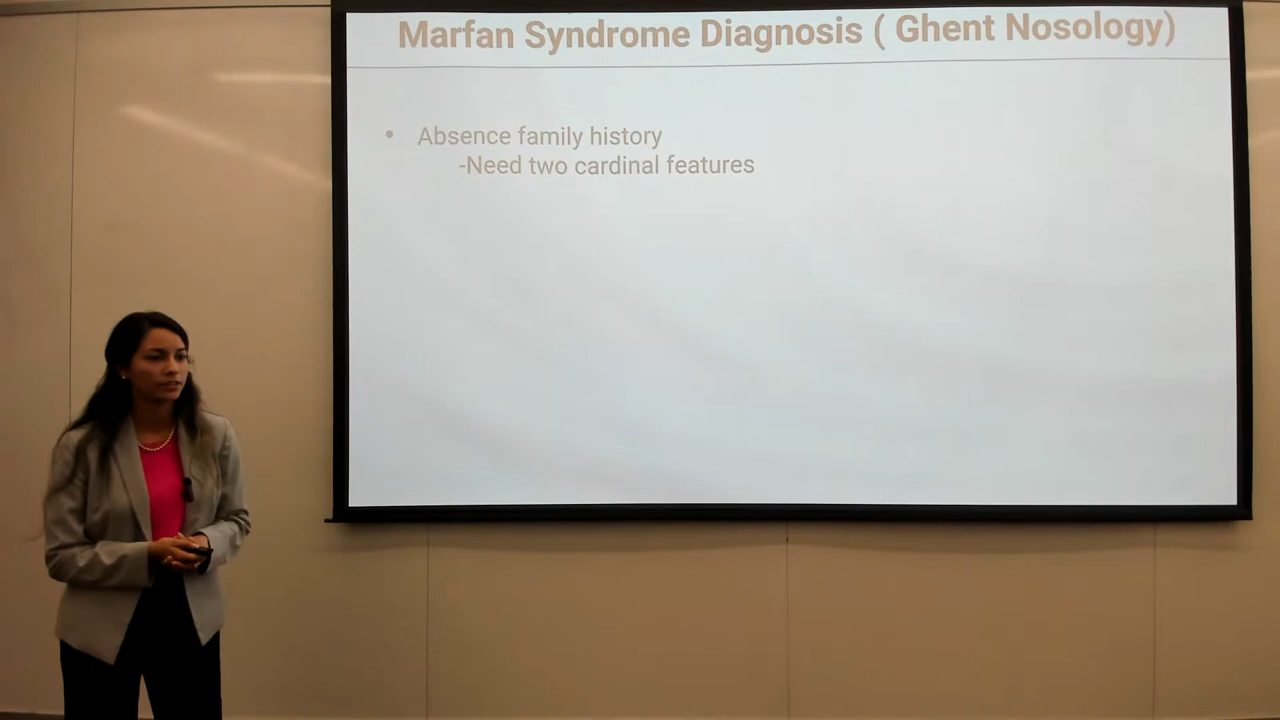 Marfan Syndrome Diagnosis ( Ghent Nosology)
• Absence family history
-Need two cardinal features